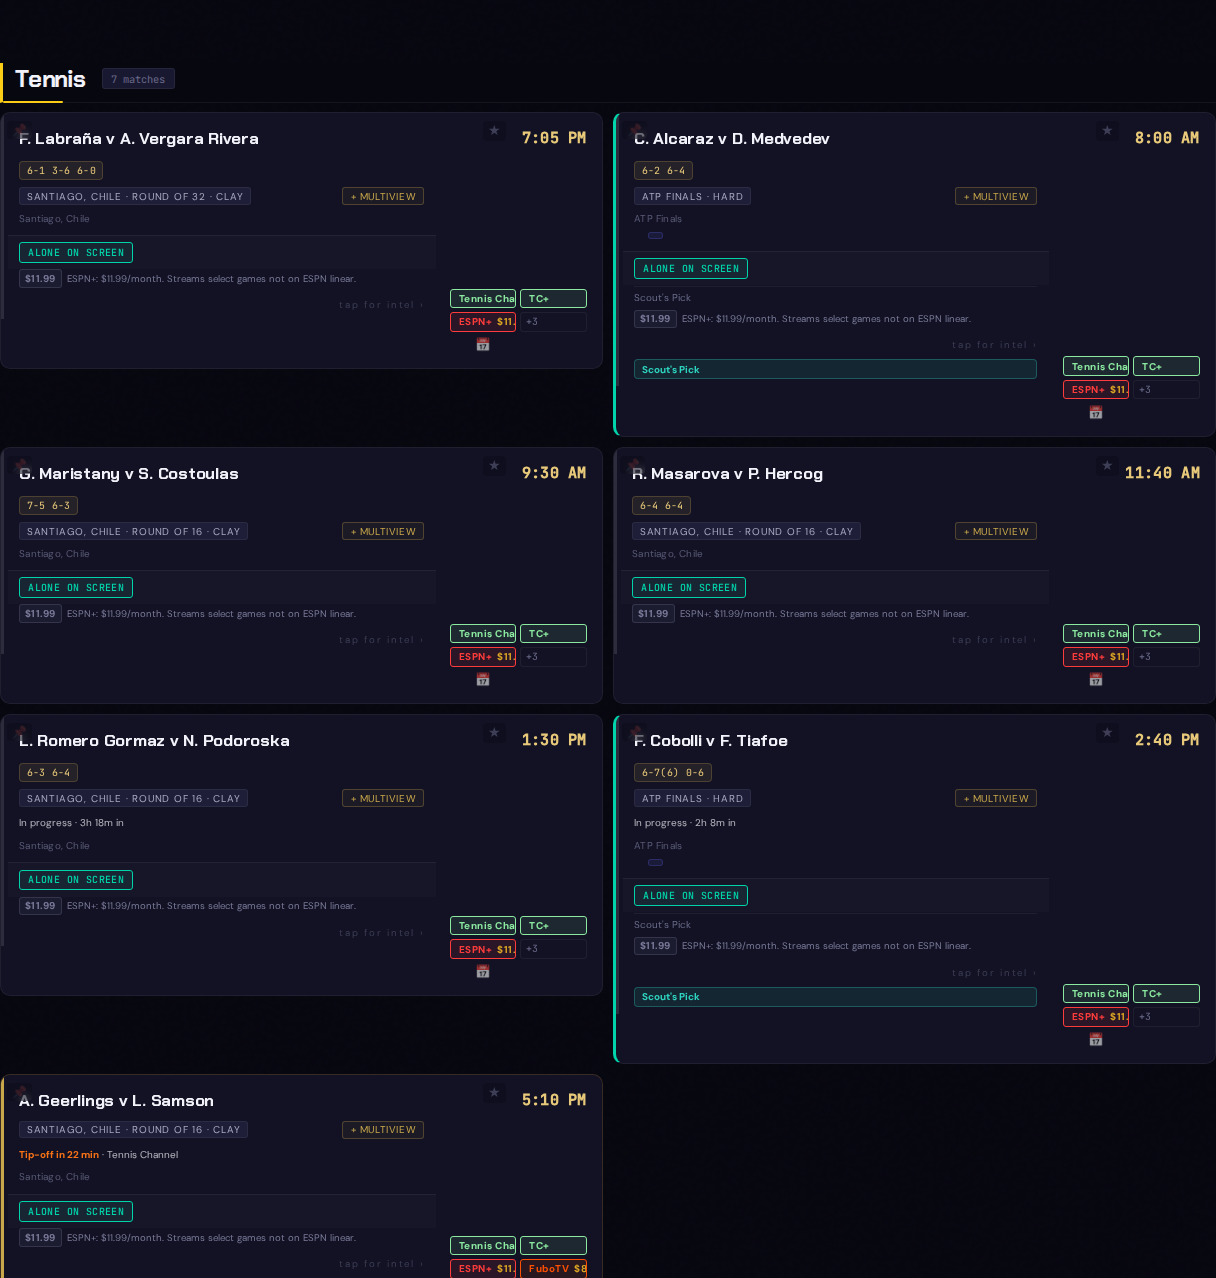 Tennis 7 matches
F. Labraña v A. Vergara Rivera ★ 7:05 PM
6-1 3-6 6-0
SANTIAGO, CHILE · ROUND OF 32 · CLAY + MULTIVIEW
Santiago, Chile
ALONE ON SCREEN
$11.99 ESPN+: $11.99/month. Streams select games not on ESPN linear.
tap for intel ›
Tennis Cha TC+
ESPN+ $11. +3
17
C. Alcaraz v D. Medvedev ★ 8:00 AM
6-2 6-4
ATP FINALS · HARD + MULTIVIEW
ATP Finals
ALONE ON SCREEN
Scout's Pick
$11.99 ESPN+: $11.99/month. Streams select games not on ESPN linear.
tap for intel ›
Scout's Pick
Tennis Cha TC+
ESPN+ $11. +3
17
G. Maristany v S. Costoulas ★ 9:30 AM
7-5 6-3
SANTIAGO, CHILE · ROUND OF 16 · CLAY + MULTIVIEW
Santiago, Chile
ALONE ON SCREEN
$11.99 ESPN+: $11.99/month. Streams select games not on ESPN linear.
tap for intel ›
Tennis Cha TC+
ESPN+ $11. +3
17
R. Masarova v P. Hercog ★ 11:40 AM
6-4 6-4
SANTIAGO, CHILE · ROUND OF 16 · CLAY + MULTIVIEW
Santiago, Chile
ALONE ON SCREEN
$11.99 ESPN+: $11.99/month. Streams select games not on ESPN linear.
tap for intel ›
Tennis Cha TC+
ESPN+ $11. +3
17
L. Romero Gormaz v N. Podoroska ★ 1:30 PM
6-3 6-4
SANTIAGO, CHILE · ROUND OF 16 · CLAY + MULTIVIEW
In progress · 3h 18m in
Santiago, Chile
ALONE ON SCREEN
$11.99 ESPN+: $11.99/month. Streams select games not on ESPN linear.
tap for intel ›
Tennis Cha TC+
ESPN+ $11. +3
17
F. Cobolli v F. Tiafoe ★ 2:40 PM
6-7(6) 0-6
ATP FINALS · HARD + MULTIVIEW
In progress · 2h 8m in
ATP Finals
ALONE ON SCREEN
Scout's Pick
$11.99 ESPN+: $11.99/month. Streams select games not on ESPN linear.
tap for intel ›
Scout's Pick
Tennis Cha TC+
ESPN+ $11. +3
17
A. Geerlings v L. Samson ★ 5:10 PM
SANTIAGO, CHILE · ROUND OF 16 · CLAY + MULTIVIEW
Tip-off in 22 min · Tennis Channel
Santiago, Chile
ALONE ON SCREEN
$11.99 ESPN+: $11.99/month. Streams select games not on ESPN linear.
tap for intel ›
Tennis Cha TC+
ESPN+ $11. FuboTV $8